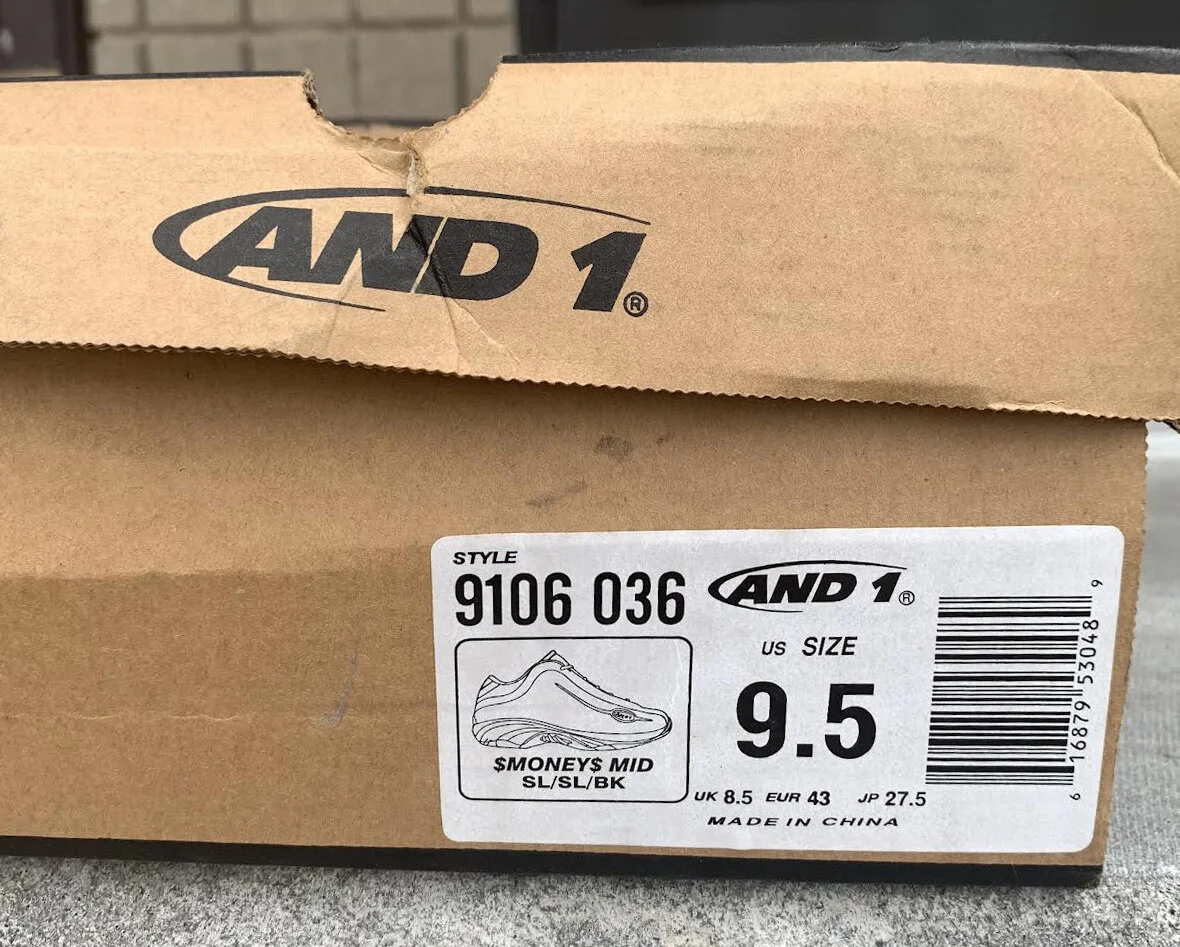 AND 1®
STYLE
9106 036
AND 1®
US SIZE
9.5
$MONEY$ MID
SL/SL/BK
UK 8.5 EUR 43 JP 27.5
MADE IN CHINA
6 16879 53048 9